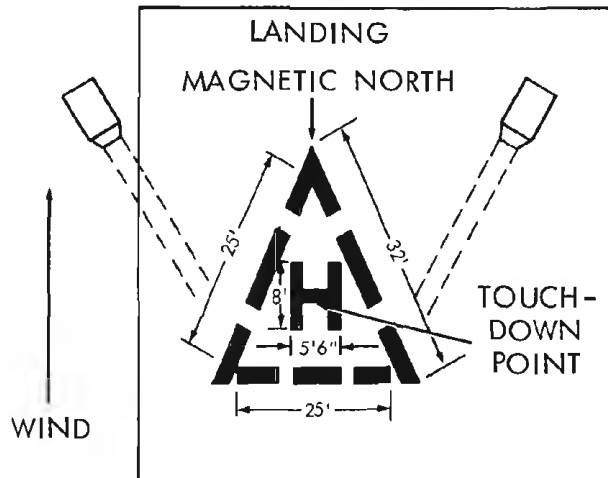 LANDING
MAGNETIC NORTH
25'
32'
8'
H
5'6"
25'
TOUCH-
DOWN
POINT
WIND